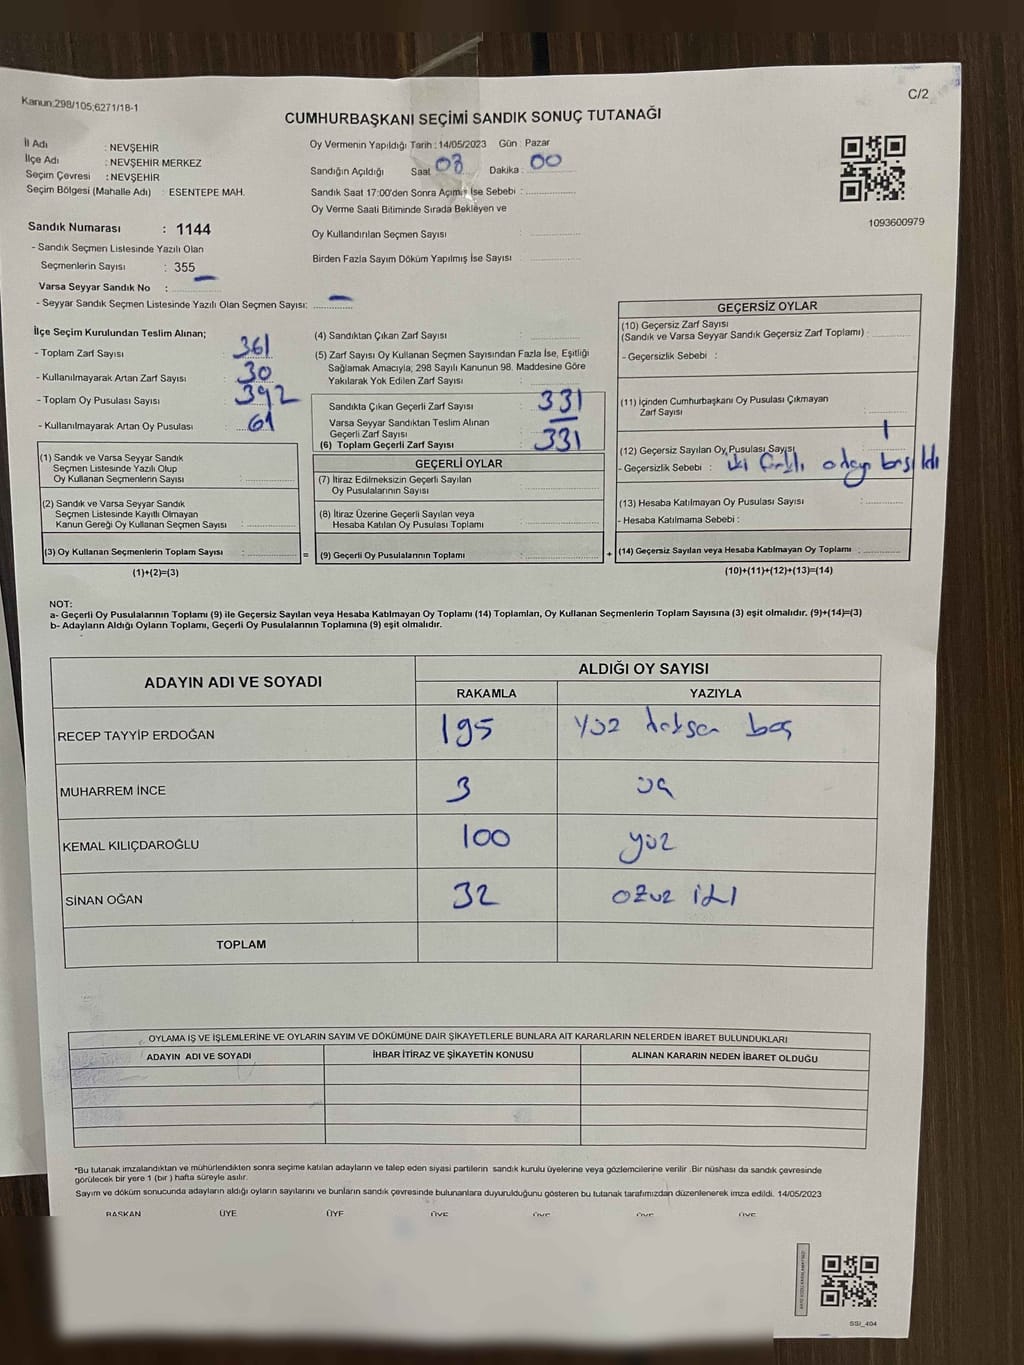 Kanun:298/105;6271/18-1
C/2
CUMHURBAŞKANI SEÇİMİ SANDIK SONUÇ TUTANAĞI
İl Adı : NEVŞEHİR
İlçe Adı : NEVŞEHİR MERKEZ
Seçim Çevresi : NEVŞEHİR
Seçim Bölgesi (Mahalle Adı) : ESENTEPE MAH.
Oy Vermenin Yapıldığı Tarih : 14/05/2023 Gün : Pazar
Sandığın Açıldığı Saat 08 Dakika : 00
Sandık Saat 17:00'den Sonra Açımış İse Sebebi :
Oy Verme Saati Bitiminde Sırada Bekleyen ve
Oy Kullandırılan Seçmen Sayısı :
Birden Fazla Sayım Döküm Yapılmış İse Sayısı :
1093600979
Sandık Numarası : 1144
- Sandık Seçmen Listesinde Yazılı Olan
Seçmenlerin Sayısı : 355
Varsa Seyyar Sandık No : -
- Seyyar Sandık Seçmen Listesinde Yazılı Olan Seçmen Sayısı: -
İlçe Seçim Kurulundan Teslim Alınan;
- Toplam Zarf Sayısı : 361
- Kullanılmayarak Artan Zarf Sayısı : 30
- Toplam Oy Pusulası Sayısı : 392
- Kullanılmayarak Artan Oy Pusulası : 61
(1) Sandık ve Varsa Seyyar Sandık
Seçmen Listesinde Yazılı Olup
Oy Kullanan Seçmenlerin Sayısı :
(2) Sandık ve Varsa Seyyar Sandık
Seçmen Listesinde Kayıtlı Olmayan
Kanun Gereği Oy Kullanan Seçmen Sayısı :
(3) Oy Kullanan Seçmenlerin Toplam Sayısı :
(1)+(2)=(3)
(4) Sandıktan Çıkan Zarf Sayısı :
(5) Zarf Sayısı Oy Kullanan Seçmen Sayısından Fazla İse, Eşitliği
Sağlamak Amacıyla; 298 Sayılı Kanunun 98. Maddesine Göre
Yakılarak Yok Edilen Zarf Sayısı :
Sandıkta Çıkan Geçerli Zarf Sayısı : 331
Varsa Seyyar Sandıktan Teslim Alınan
Geçerli Zarf Sayısı : -
(6) Toplam Geçerli Zarf Sayısı : 331
GEÇERLİ OYLAR
(7) İtiraz Edilmeksizin Geçerli Sayılan
Oy Pusulalarının Sayısı :
(8) İtiraz Üzerine Geçerli Sayılan veya
Hesaba Katılan Oy Pusulası Toplamı :
= (9) Geçerli Oy Pusulalarının Toplamı :
GEÇERSİZ OYLAR
(10) Geçersiz Zarf Sayısı
(Sandık ve Varsa Seyyar Sandık Geçersiz Zarf Toplamı) :
- Geçersizlik Sebebi :
(11) İçinden Cumhurbaşkanı Oy Pusulası Çıkmayan
Zarf Sayısı :
(12) Geçersiz Sayılan Oy Pusulası Sayısı 1
- Geçersizlik Sebebi : iki farklı adaya basıldı
(13) Hesaba Katılmayan Oy Pusulası Sayısı :
- Hesaba Katılmama Sebebi :
+ (14) Geçersiz Sayılan veya Hesaba Katılmayan Oy Toplamı :
(10)+(11)+(12)+(13)=(14)
NOT:
a- Geçerli Oy Pusulalarının Toplamı (9) ile Geçersiz Sayılan veya Hesaba Katılmayan Oy Toplamı (14) Toplamları, Oy Kullanan Seçmenlerin Toplam Sayısına (3) eşit olmalıdır. (9)+(14)=(3)
b- Adayların Aldığı Oyların Toplamı, Geçerli Oy Pusulalarının Toplamına (9) eşit olmalıdır.
ADAYIN ADI VE SOYADI
ALDIĞI OY SAYISI
RAKAMLA YAZIYLA
RECEP TAYYİP ERDOĞAN 195 yüz doksan beş
MUHARREM İNCE 3 üç
KEMAL KILIÇDAROĞLU 100 yüz
SİNAN OĞAN 32 otuz iki
TOPLAM
OYLAMA İŞ VE İŞLEMLERİNE VE OYLARIN SAYIM VE DÖKÜMÜNE DAİR ŞİKAYETLERLE BUNLARA AİT KARARLARIN NELERDEN İBARET BULUNDUKLARI
ADAYIN ADI VE SOYADI İHBAR İTİRAZ VE ŞİKAYETİN KONUSU ALINAN KARARIN NEDEN İBARET OLDUĞU
*Bu tutanak imzalandıktan ve mühürlendikten sonra seçime katılan adayların ve talep eden siyasi partilerin sandık kurulu üyelerine veya gözlemcilerine verilir. Bir nüshası da sandık çevresinde
görülecek bir yere 1 (bir ) hafta süreyle asılır.
Sayım ve döküm sonucunda adayların aldığı oyların sayılarını ve bunların sandık çevresinde bulunanlara duyurulduğunu gösteren bu tutanak tarafımızdan düzenlenerek imza edildi. 14/05/2023
BAŞKAN ÜYE ÜYE ÜYE ÜYE ÜYE ÜYE
SSI_404